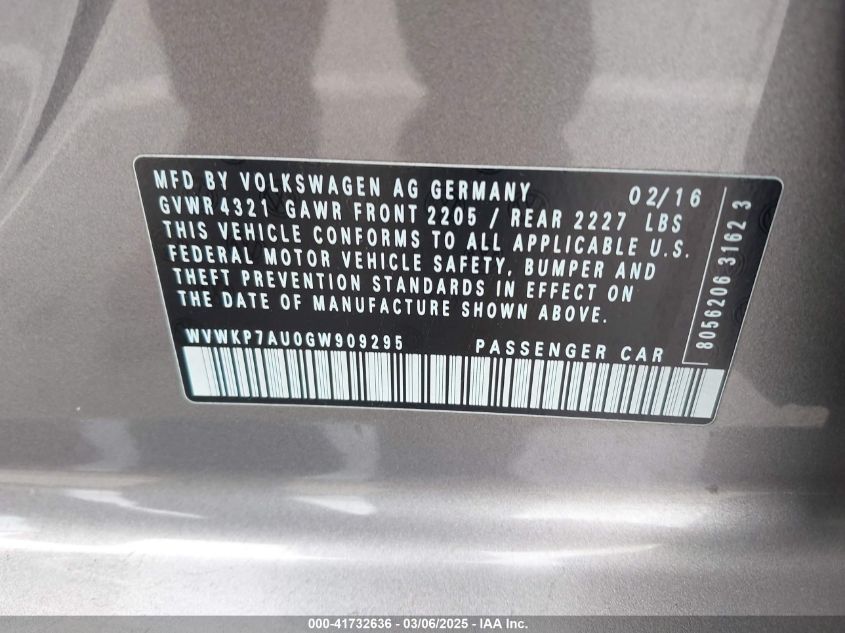 MFD BY VOLKSWAGEN AG GERMANY 02/16
GVWR 4321 GAWR FRONT 2205 / REAR 2227 LBS
THIS VEHICLE CONFORMS TO ALL APPLICABLE U.S.
FEDERAL MOTOR VEHICLE SAFETY, BUMPER AND
THEFT PREVENTION STANDARDS IN EFFECT ON
THE DATE OF MANUFACTURE SHOWN ABOVE.
WVWKP7AU0GW909295 PASSENGER CAR
8056206 3162 3
000-41732636 - 03/06/2025 - IAA Inc.